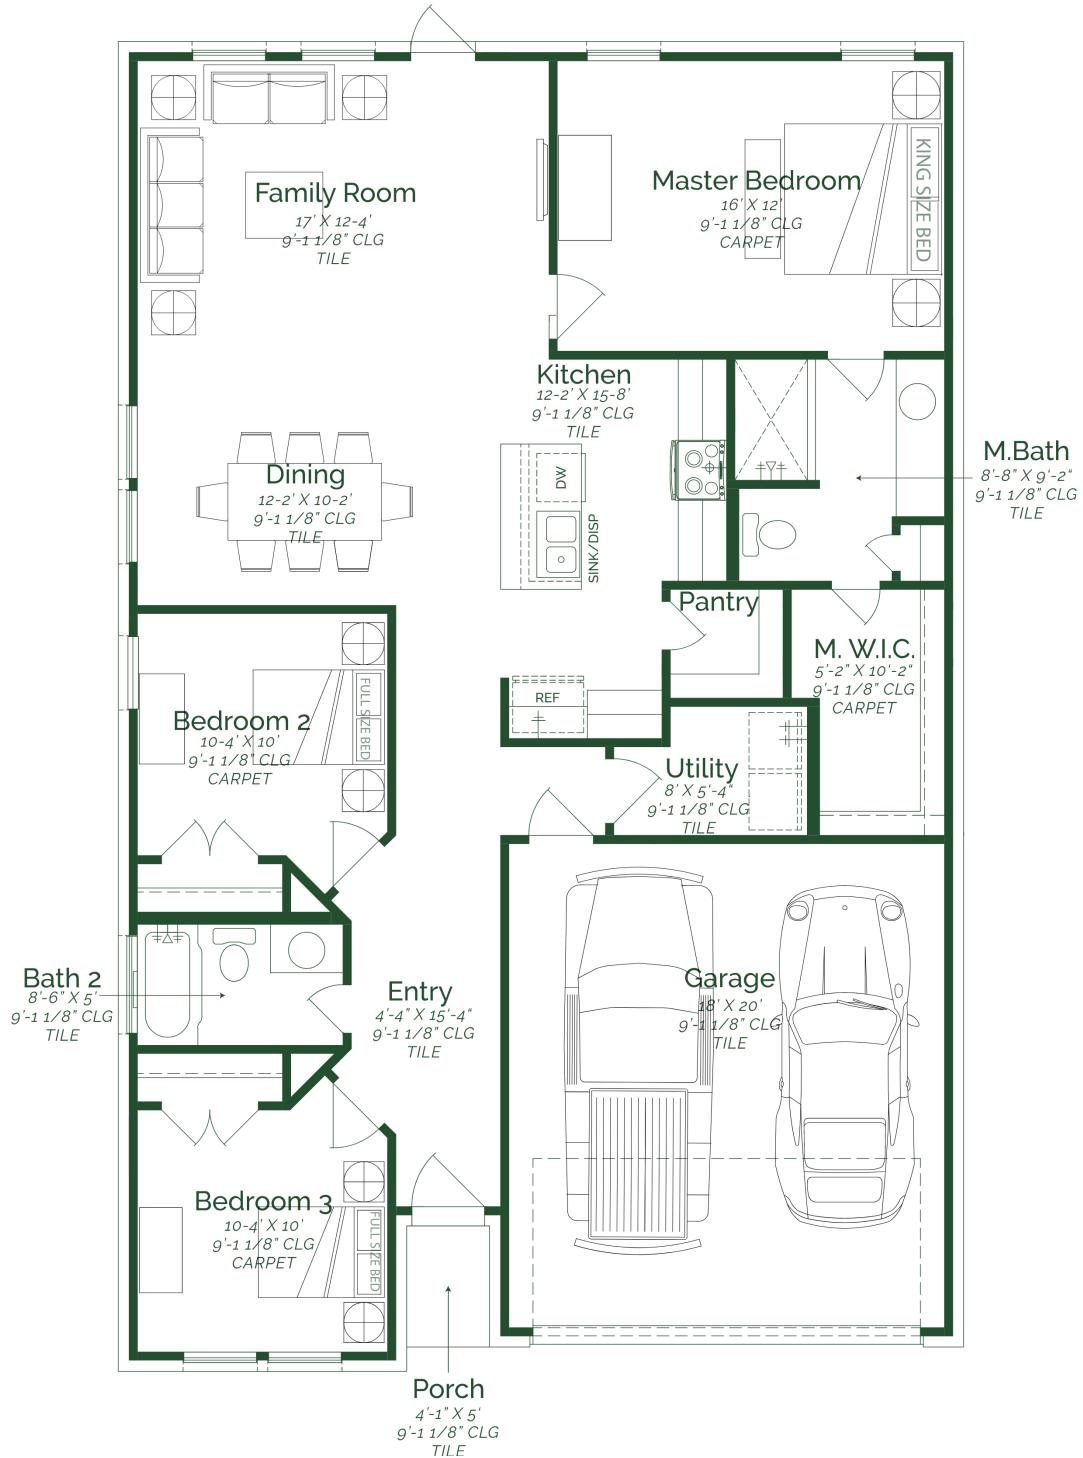 Family Room
17' X 12-4'
9'-1 1/8" CLG
TILE
Master Bedroom
16' X 12'
9'-1 1/8" CLG
CARPET
KING SIZE BED
Kitchen
12-2' X 15-8'
9'-1 1/8" CLG
TILE
DW
SINK/DISP
Dining
12-2' X 10-2'
9'-1 1/8" CLG
TILE
M.Bath
8'-8" X 9'-2"
9'-1 1/8" CLG
TILE
Pantry
M. W.I.C.
5'-2" X 10'-2"
9'-1 1/8" CLG
CARPET
REF
Bedroom 2
10-4' X 10'
9'-1 1/8" CLG
CARPET
FULL SIZE BED
Utility
8' X 5'-4"
9'-1 1/8" CLG
TILE
Bath 2
8'-6" X 5'
9'-1 1/8" CLG
TILE
Entry
4'-4" X 15'-4"
9'-1 1/8" CLG
TILE
Garage
18' X 20'
9'-1 1/8" CLG
TILE
Bedroom 3
10-4' X 10'
9'-1 1/8" CLG
CARPET
FULL SIZE BED
Porch
4'-1" X 5'
9'-1 1/8" CLG
TILE